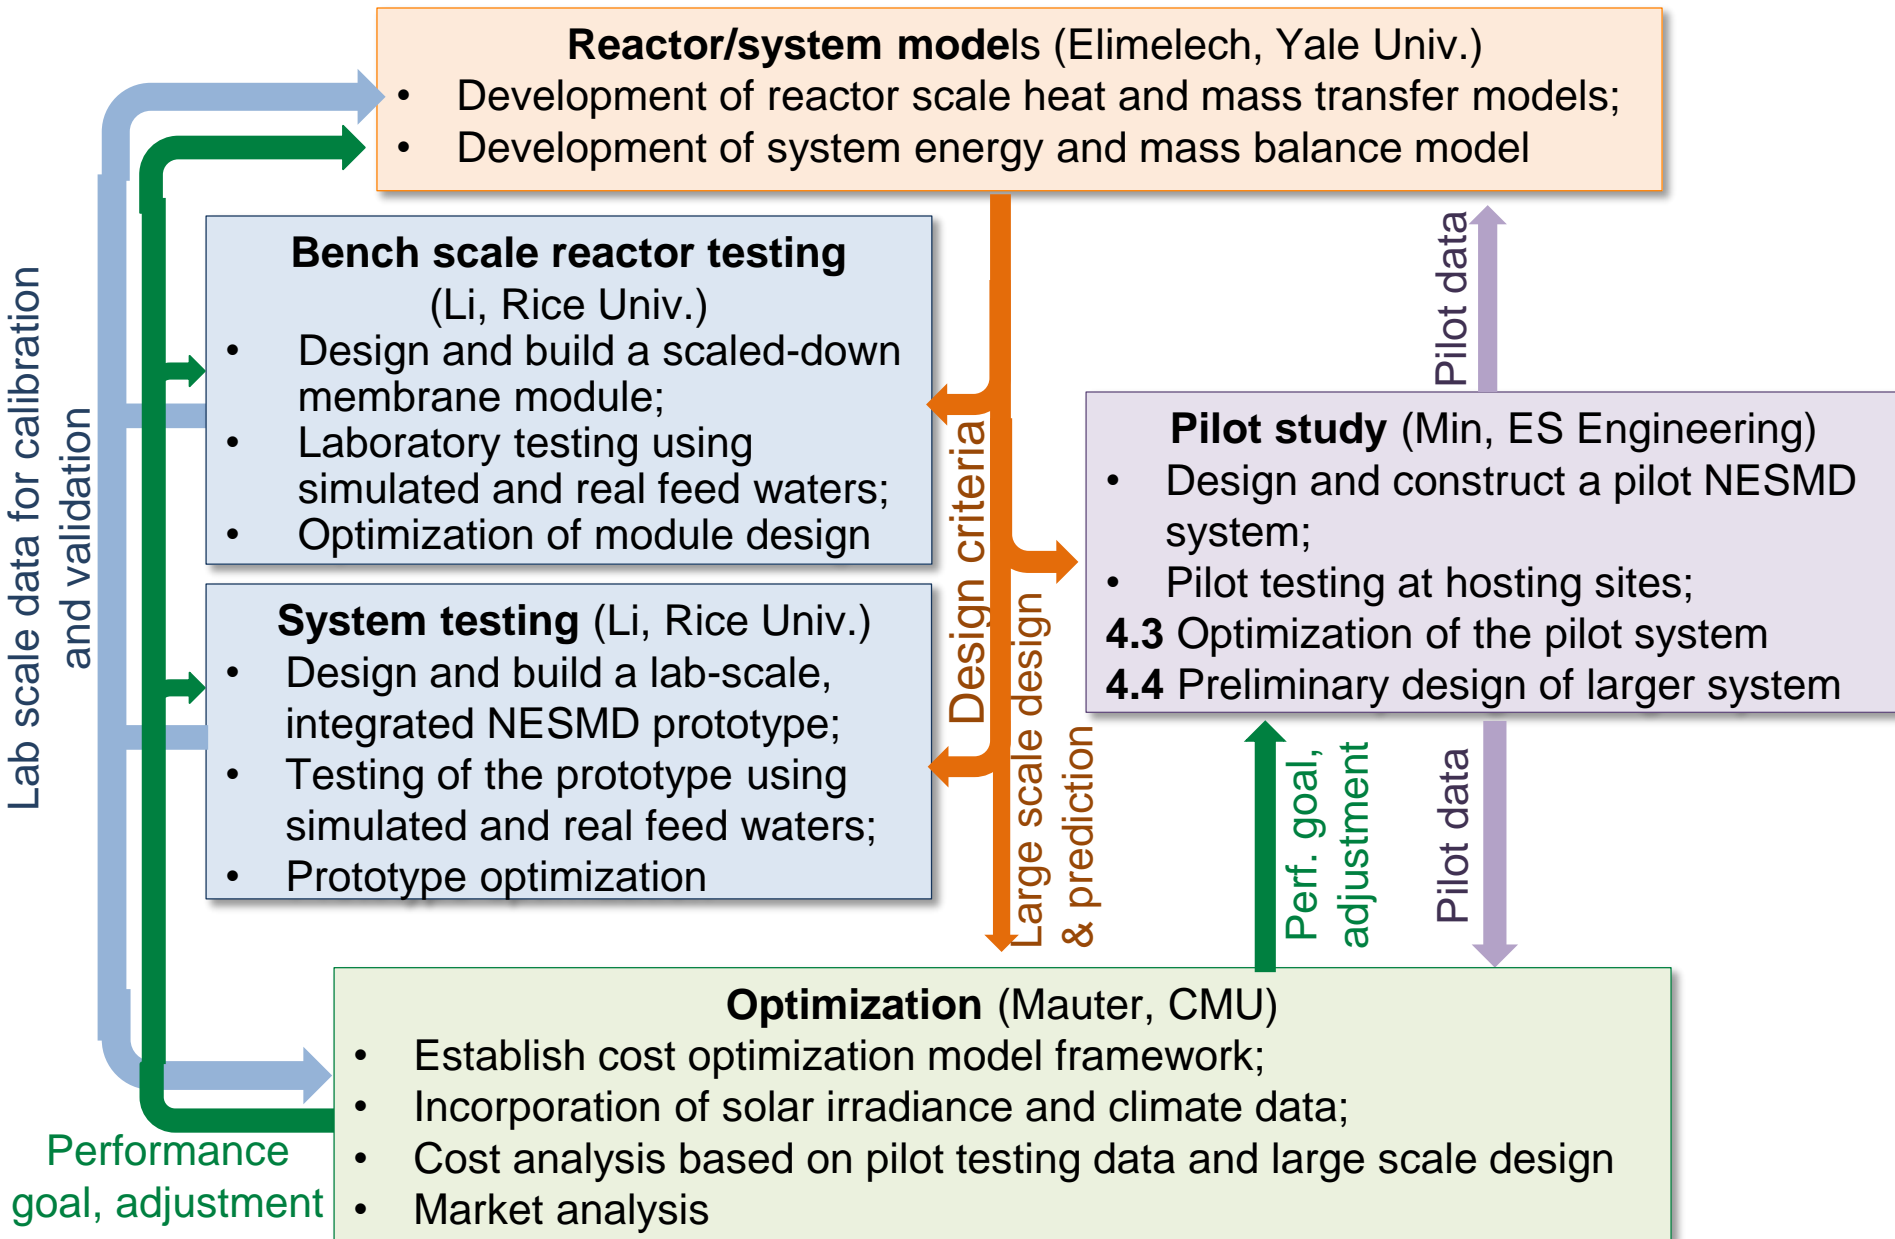 Reactor/system models (Elimelech, Yale Univ.)
• Development of reactor scale heat and mass transfer models;
• Development of system energy and mass balance model
Lab scale data for calibration
and validation
Bench scale reactor testing
(Li, Rice Univ.)
• Design and build a scaled-down
membrane module;
• Laboratory testing using
simulated and real feed waters;
• Optimization of module design
System testing (Li, Rice Univ.)
• Design and build a lab-scale,
integrated NESMD prototype;
• Testing of the prototype using
simulated and real feed waters;
• Prototype optimization
Design criteria
Large scale design
& prediction
Pilot data
Pilot study (Min, ES Engineering)
• Design and construct a pilot NESMD
system;
• Pilot testing at hosting sites;
4.3 Optimization of the pilot system
4.4 Preliminary design of larger system
Perf. goal,
adjustment
Pilot data
Optimization (Mauter, CMU)
• Establish cost optimization model framework;
• Incorporation of solar irradiance and climate data;
• Cost analysis based on pilot testing data and large scale design
• Market analysis
Performance
goal, adjustment